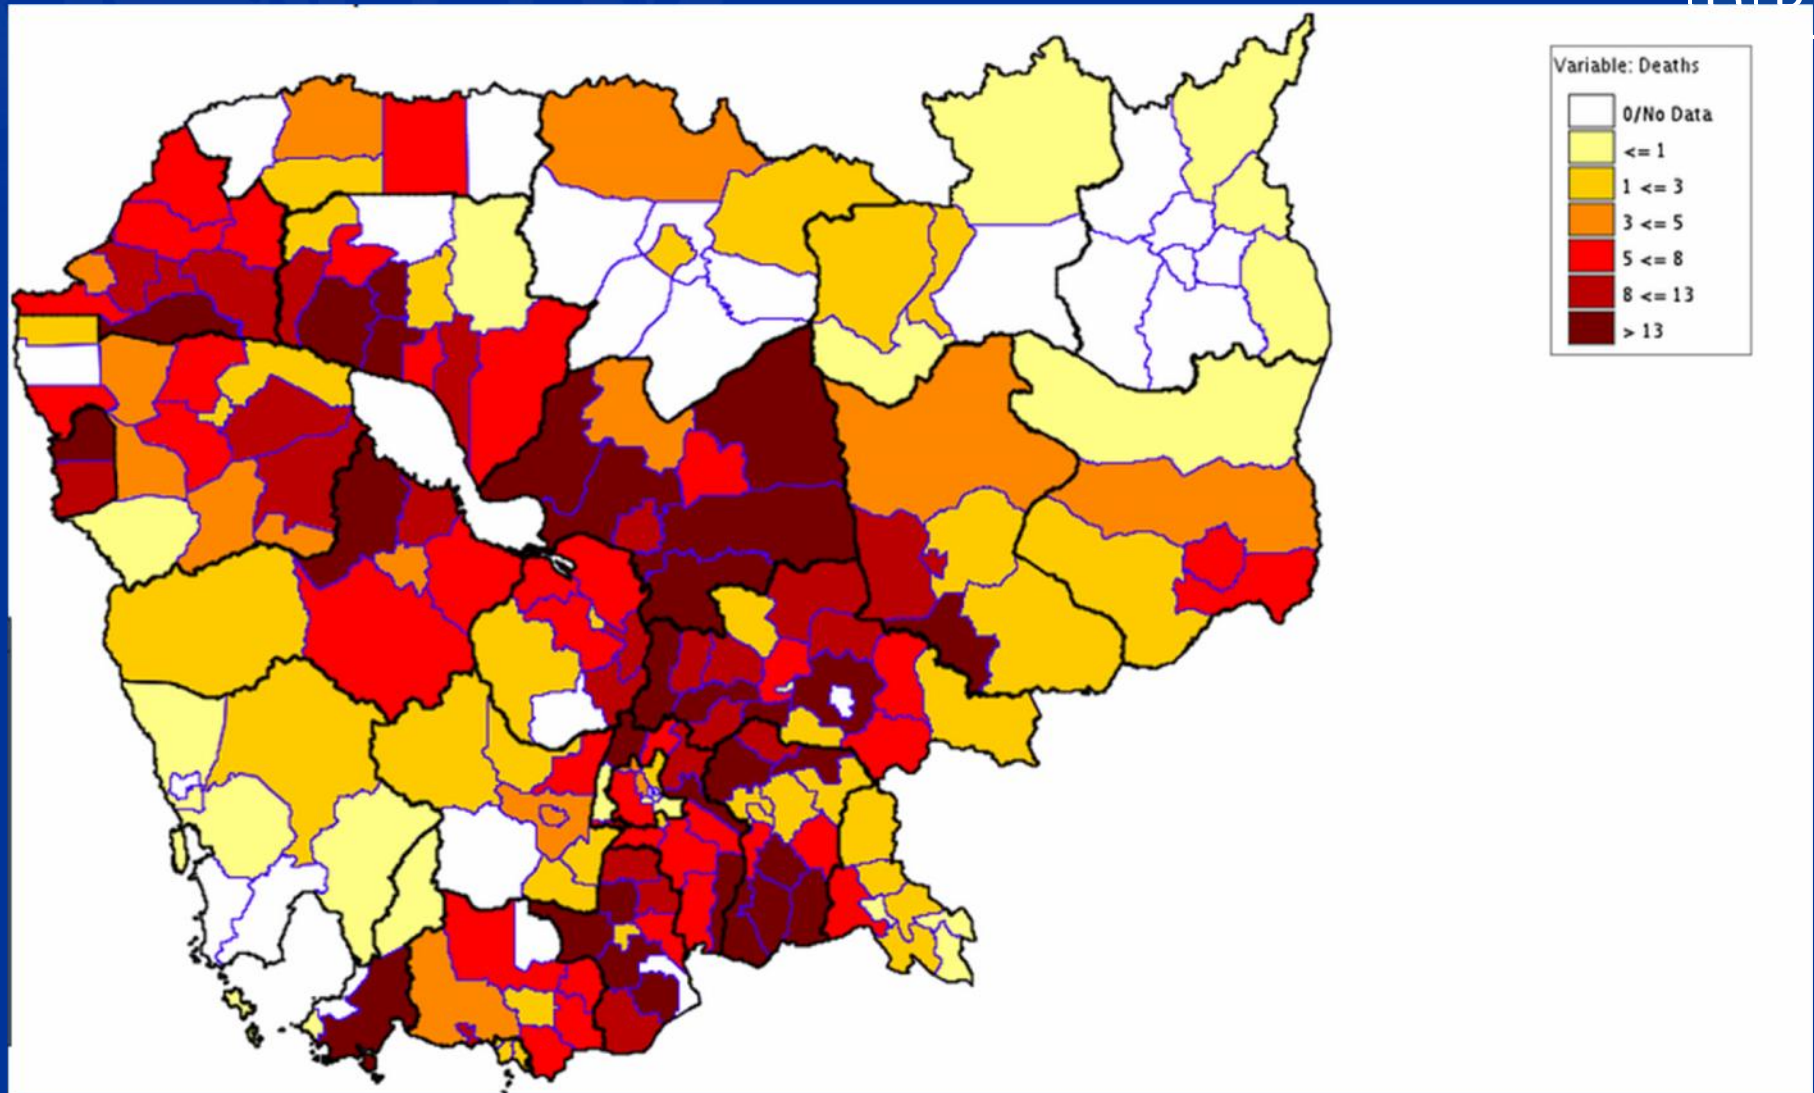 Variable: Deaths
0/No Data
<= 1
1 <= 3
3 <= 5
5 <= 8
8 <= 13
> 13